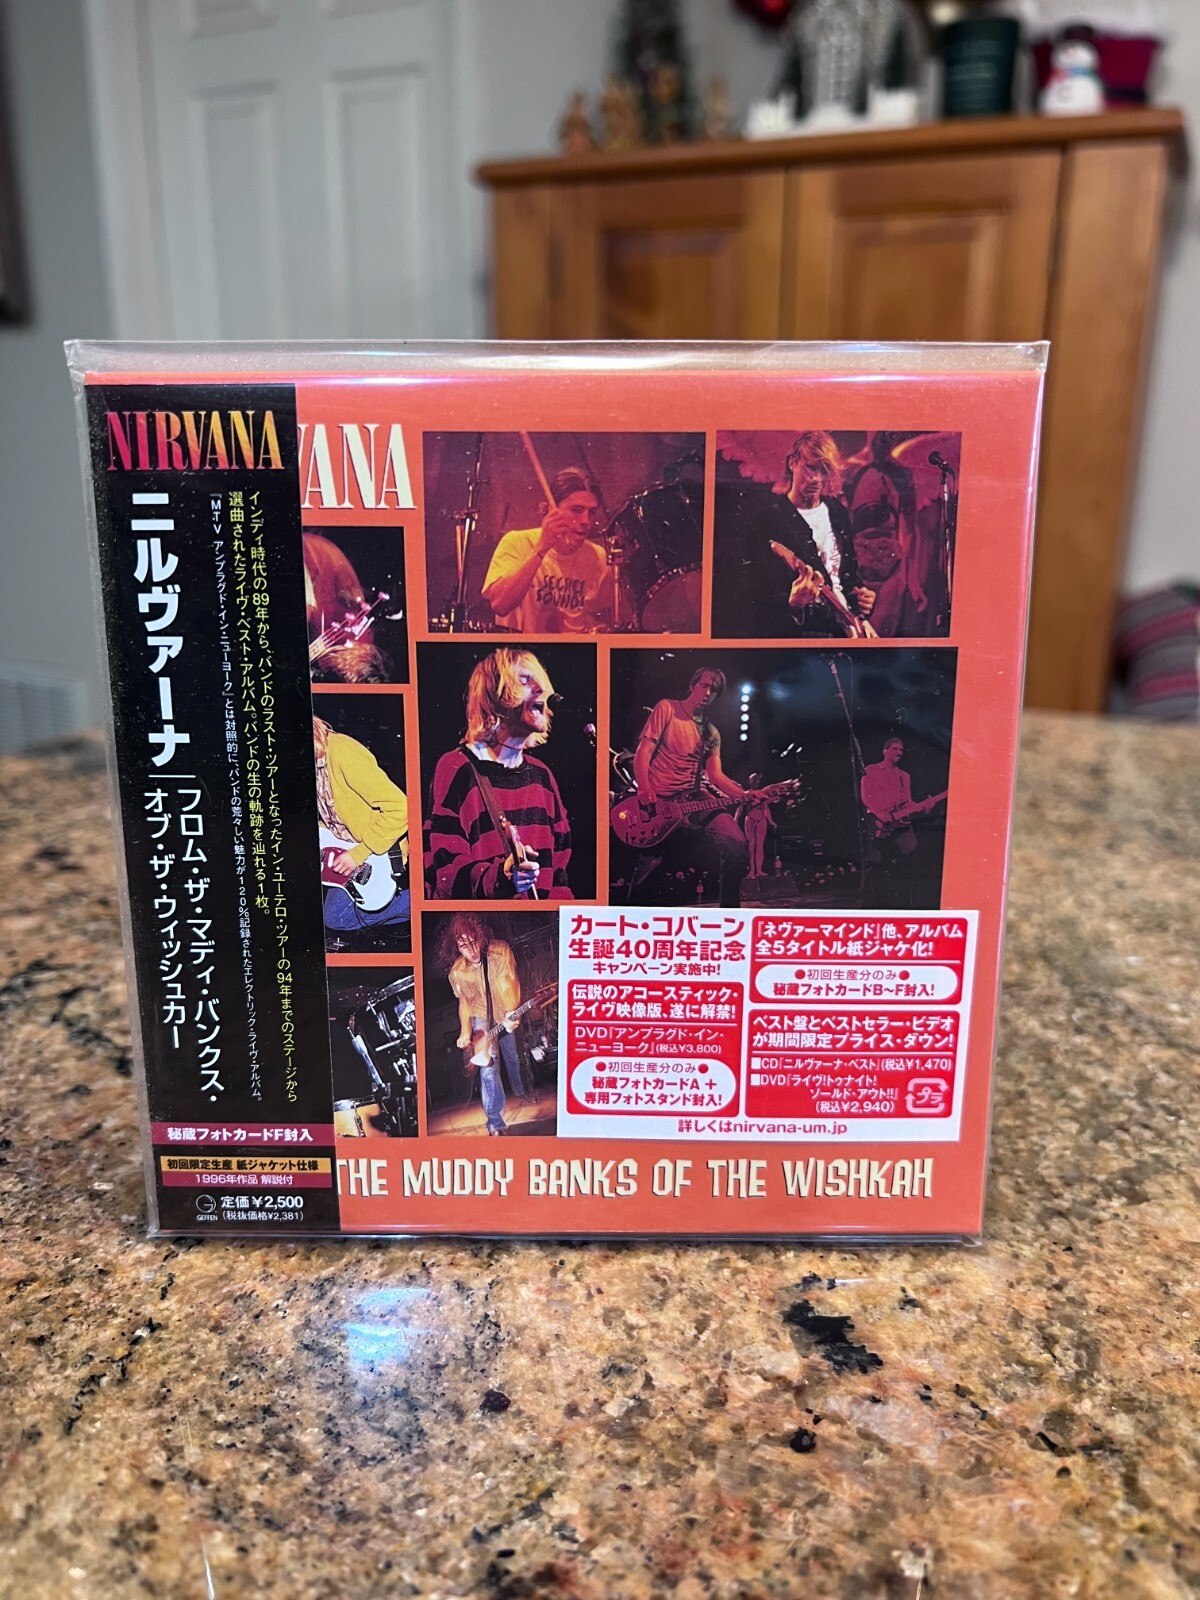 NIRVANA
ニルヴァーナ
フロム・ザ・マディ・バンクス・
オブ・ザ・ウィッシュカー
インディ時代の89年から、バンドのラスト・ツアーとなったイン・ユーテロ・ツアーの94年までのステージから
選曲されたライヴ・ベスト・アルバム。バンドの生の軌跡を辿れる1枚。
『MTV アンプラグド・イン・ニューヨーク』とは対照的に、バンドの荒々しい魅力が120%記録されたエレクトリック・ライヴ・アルバム。
秘蔵フォトカードF封入
初回限定生産 紙ジャケット仕様
1996年作品 解説付
GEFFEN
定価¥2,500
(税抜価格¥2,381)
VANA
SECRET
SOUND
THE MUDDY BANKS OF THE WISHKAH
カート・コバーン
生誕40周年記念
キャンペーン実施中!
伝説のアコースティック・
ライヴ映像版、遂に解禁!
DVD『アンプラグド・イン・
ニューヨーク』(税込¥3,800)
●初回生産分のみ●
秘蔵フォトカードA +
専用フォトスタンド封入!
『ネヴァーマインド』他、アルバム
全5タイトル紙ジャケ化!
●初回生産分のみ●
秘蔵フォトカードB~F封入!
ベスト盤とベストセラー・ビデオ
が期間限定プライス・ダウン!
■CD『ニルヴァーナ・ベスト』(税込¥1,470)
■DVD『ライヴ!トゥナイト!
ソールド・アウト!!』
(税込¥2,940)
プラ
詳しくはnirvana-um.jp